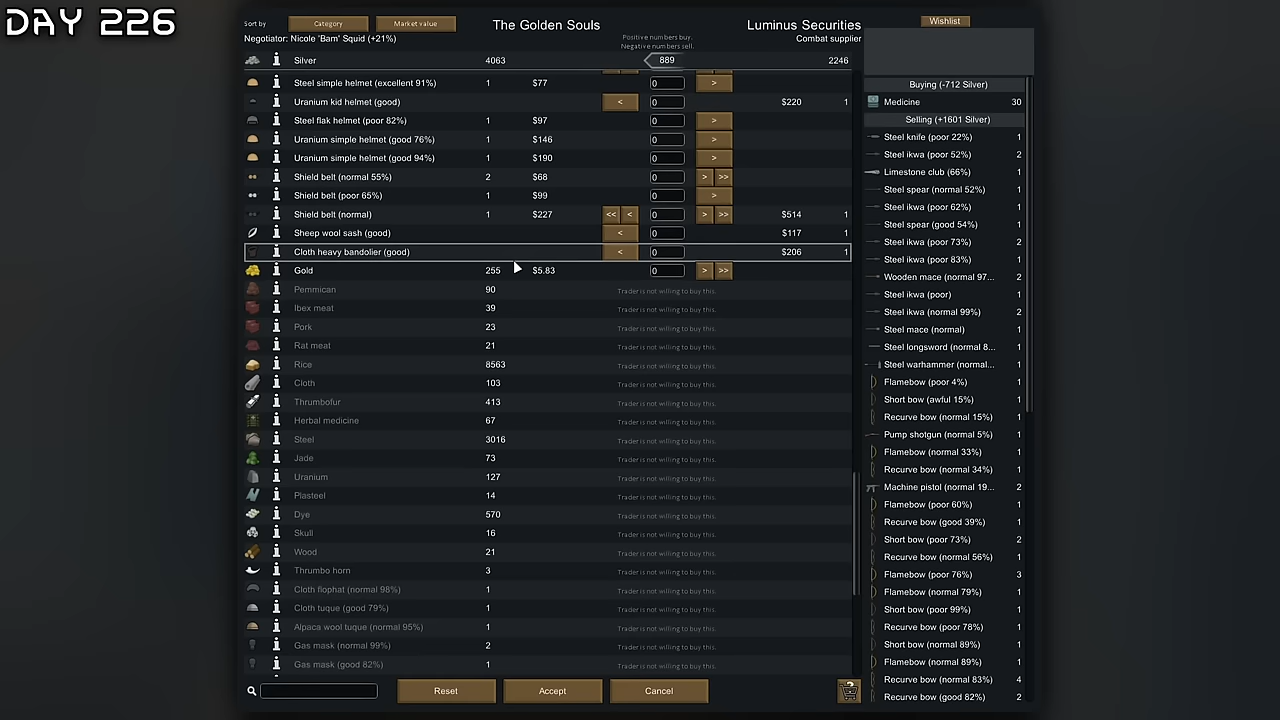 DAY 226
Sort by Category Market value The Golden Souls Luminus Securities Wishlist
Negotiator: Nicole 'Bam' Squid (+21%) Positive numbers buy. Combat supplier
Negative numbers sell.
Silver 4063 889 2246
Steel simple helmet (excellent 91%) 1 $77 0 >
Uranium kid helmet (good) < 0 $220 1
Steel flak helmet (poor 82%) 1 $97 0 >
Uranium simple helmet (good 76%) 1 $146 0 >
Uranium simple helmet (good 94%) 1 $190 0 >
Shield belt (normal 55%) 2 $68 0 > >>
Shield belt (poor 65%) 1 $99 0 >
Shield belt (normal) 1 $227 << < 0 > >> $514 1
Sheep wool sash (good) < 0 $117 1
Cloth heavy bandolier (good) < 0 $206 1
Gold 255 $5.83 0 > >>
Pemmican 90 Trader is not willing to buy this.
Ibex meat 39 Trader is not willing to buy this.
Pork 23 Trader is not willing to buy this.
Rat meat 21 Trader is not willing to buy this.
Rice 8563 Trader is not willing to buy this.
Cloth 103 Trader is not willing to buy this.
Thrumbofur 413 Trader is not willing to buy this.
Herbal medicine 67 Trader is not willing to buy this.
Steel 3016 Trader is not willing to buy this.
Jade 73 Trader is not willing to buy this.
Uranium 127 Trader is not willing to buy this.
Plasteel 14 Trader is not willing to buy this.
Dye 570 Trader is not willing to buy this.
Skull 16 Trader is not willing to buy this.
Wood 21 Trader is not willing to buy this.
Thrumbo horn 3 Trader is not willing to buy this.
Cloth flophat (normal 98%) 1 Trader is not willing to buy this.
Cloth tuque (good 79%) 1 Trader is not willing to buy this.
Alpaca wool tuque (normal 95%) 1 Trader is not willing to buy this.
Gas mask (normal 99%) 2 Trader is not willing to buy this.
Gas mask (good 82%) 1 Trader is not willing to buy this.
Reset Accept Cancel
Buying (-712 Silver)
Medicine 30
Selling (+1601 Silver)
Steel knife (poor 22%) 1
Steel ikwa (poor 52%) 2
Limestone club (66%) 1
Steel spear (normal 52%) 1
Steel ikwa (poor 62%) 1
Steel spear (good 54%) 1
Steel ikwa (poor 73%) 2
Steel ikwa (poor 83%) 1
Wooden mace (normal 97... 2
Steel ikwa (poor) 1
Steel ikwa (normal 99%) 2
Steel mace (normal) 1
Steel longsword (normal 8... 1
Steel warhammer (normal... 1
Flamebow (poor 4%) 1
Short bow (awful 15%) 1
Recurve bow (normal 15%) 1
Pump shotgun (normal 5%) 1
Flamebow (normal 33%) 1
Recurve bow (normal 34%) 1
Machine pistol (normal 19... 2
Flamebow (poor 60%) 1
Recurve bow (good 39%) 1
Short bow (poor 73%) 2
Recurve bow (normal 56%) 1
Flamebow (poor 76%) 3
Flamebow (normal 79%) 1
Short bow (poor 99%) 1
Recurve bow (poor 78%) 1
Short bow (normal 89%) 1
Flamebow (normal 89%) 1
Recurve bow (normal 83%) 4
Recurve bow (good 82%) 2